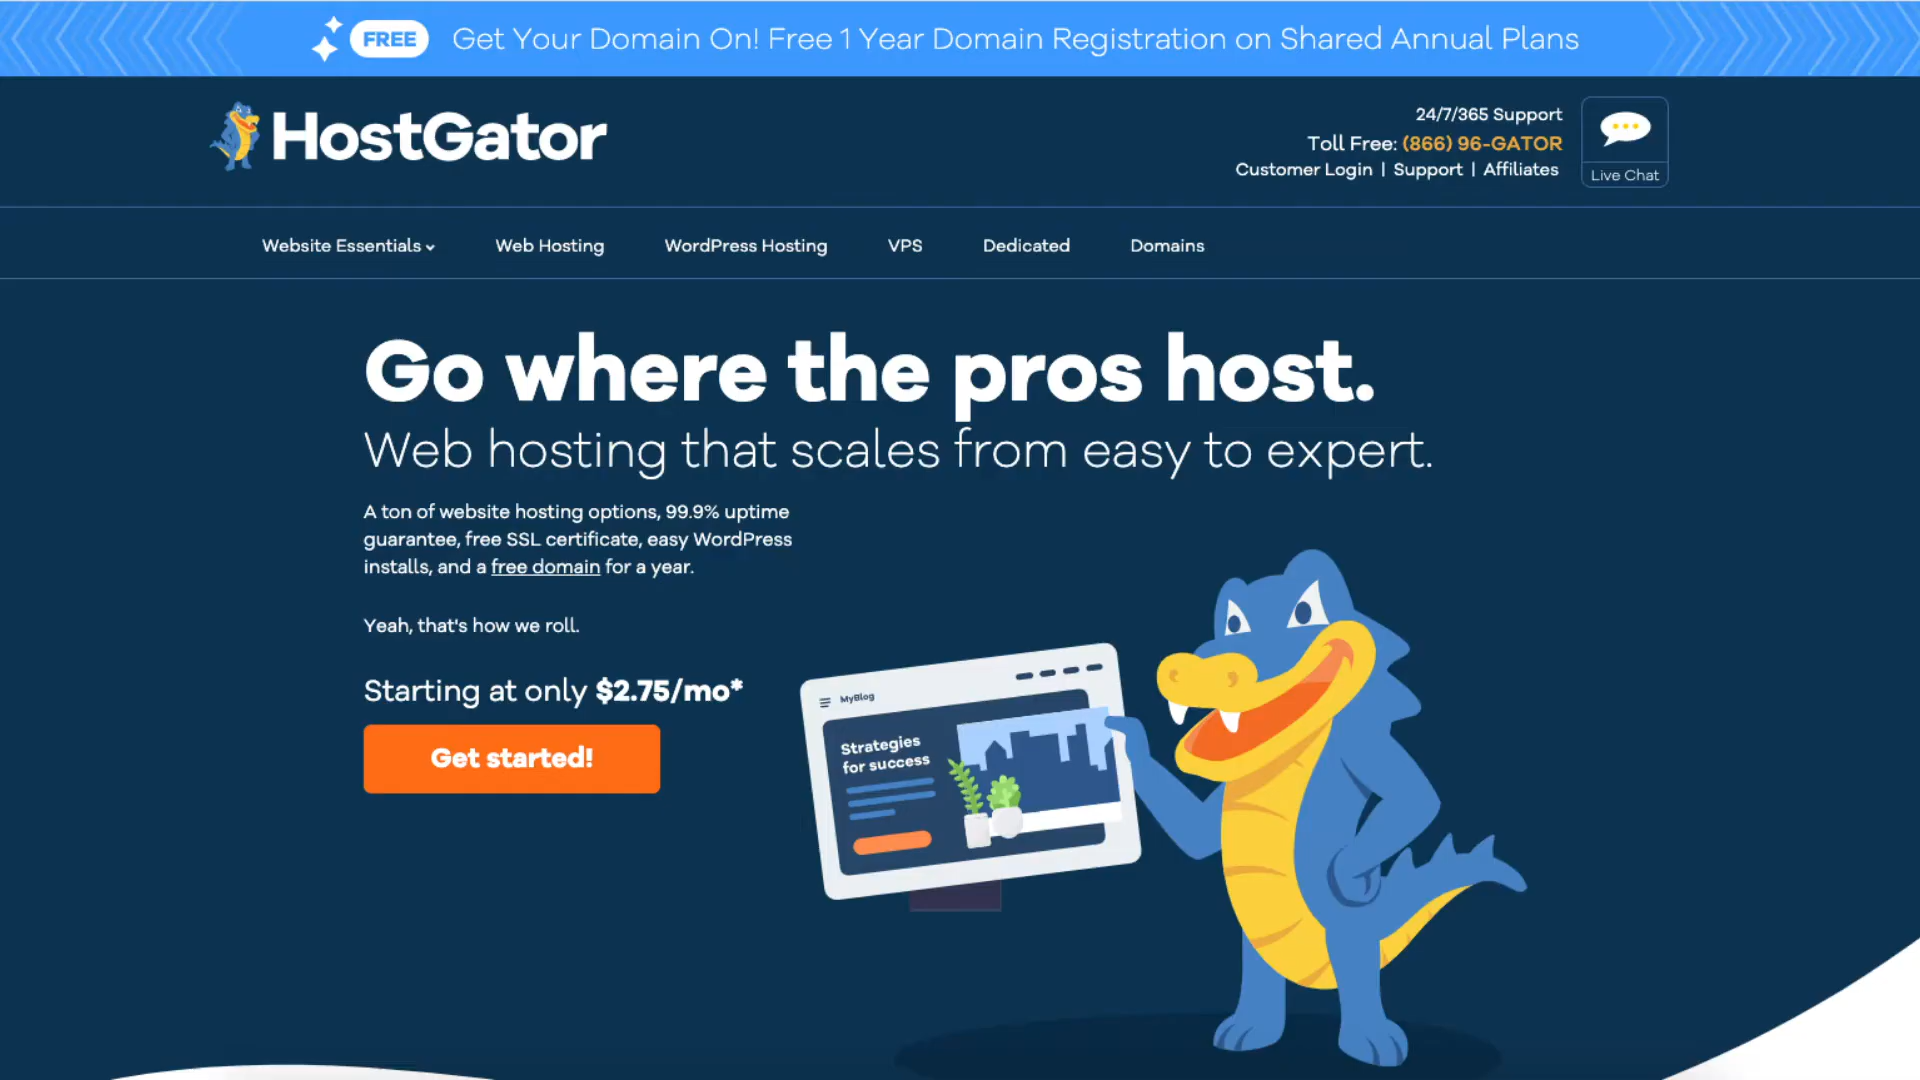 FREE Get Your Domain On! Free 1 Year Domain Registration on Shared Annual Plans
HostGator
24/7/365 Support
Toll Free: (866) 96-GATOR
Customer Login | Support | Affiliates
Live Chat
Website Essentials Web Hosting WordPress Hosting VPS Dedicated Domains
Go where the pros host.
Web hosting that scales from easy to expert.
A ton of website hosting options, 99.9% uptime
guarantee, free SSL certificate, easy WordPress
installs, and a free domain for a year.
Yeah, that's how we roll.
Starting at only $2.75/mo*
Get started!
MyBlog
Strategies
for success